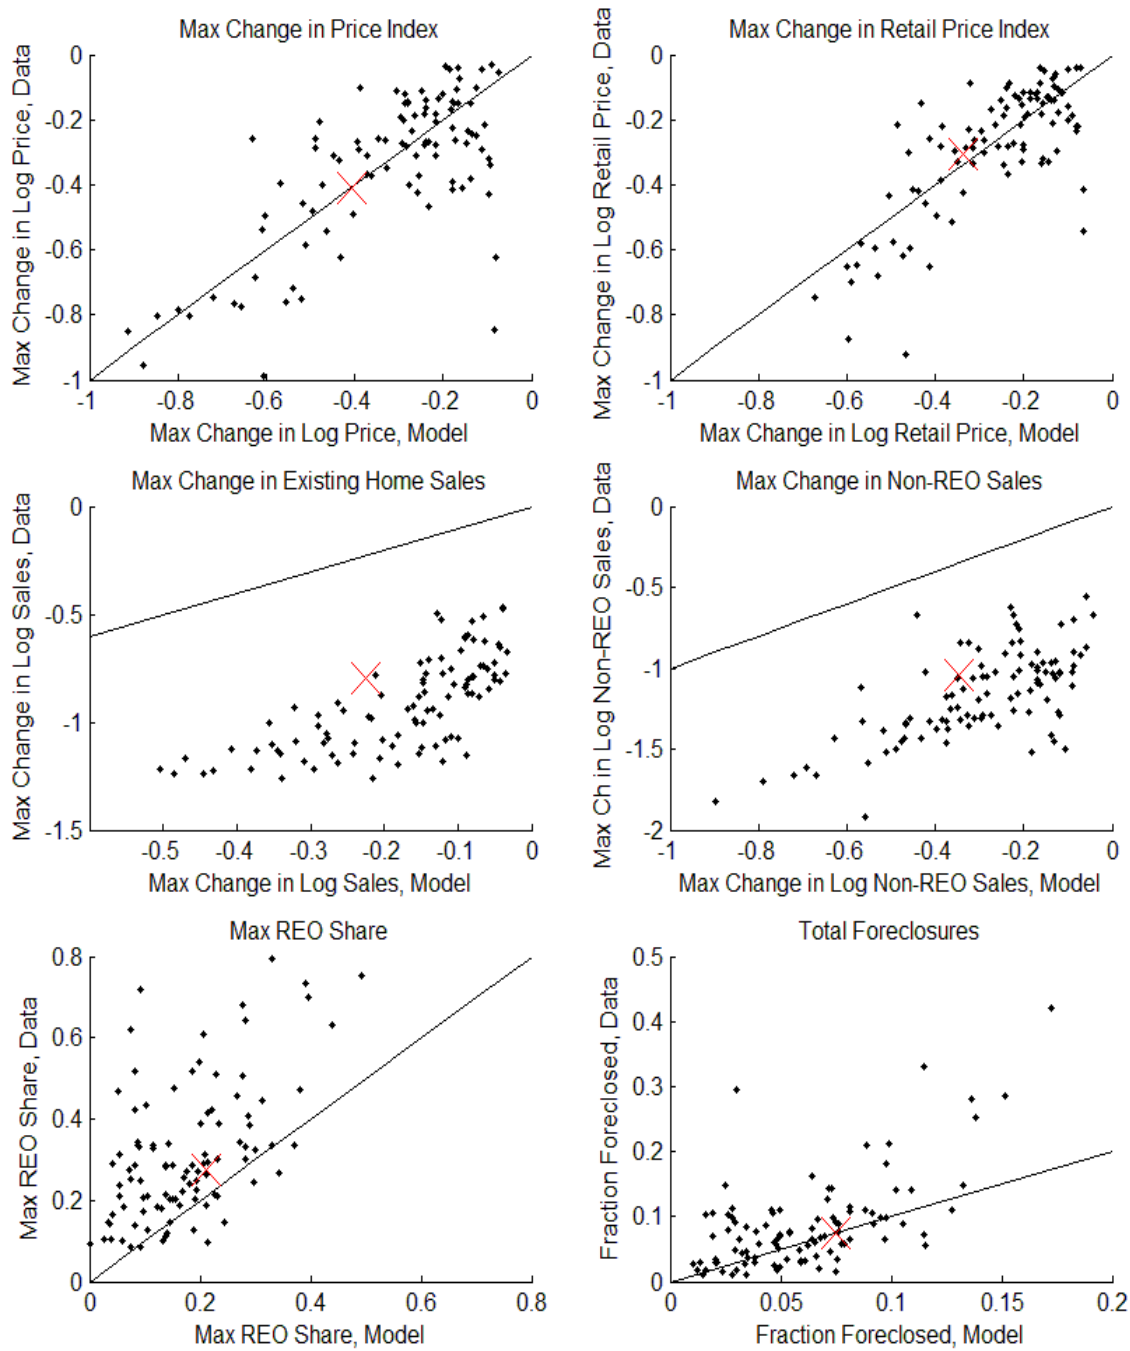 Max Change in Price Index
Max Change in Log Price, Data
0
-0.2
-0.4
-0.6
-0.8
-1
-1 -0.8 -0.6 -0.4 -0.2 0
Max Change in Log Price, Model
Max Change in Retail Price Index
Max Change in Log Retail Price, Data
0
-0.2
-0.4
-0.6
-0.8
-1
-1 -0.8 -0.6 -0.4 -0.2 0
Max Change in Log Retail Price, Model
Max Change in Existing Home Sales
Max Change in Log Sales, Data
0
-0.5
-1
-1.5
-0.5 -0.4 -0.3 -0.2 -0.1 0
Max Change in Log Sales, Model
Max Change in Non-REO Sales
Max Ch in Log Non-REO Sales, Data
0
-0.5
-1
-1.5
-2
-1 -0.8 -0.6 -0.4 -0.2 0
Max Change in Log Non-REO Sales, Model
Max REO Share
Max REO Share, Data
0.8
0.6
0.4
0.2
0
0 0.2 0.4 0.6 0.8
Max REO Share, Model
Total Foreclosures
Fraction Foreclosed, Data
0.5
0.4
0.3
0.2
0.1
0
0 0.05 0.1 0.15 0.2
Fraction Foreclosed, Model